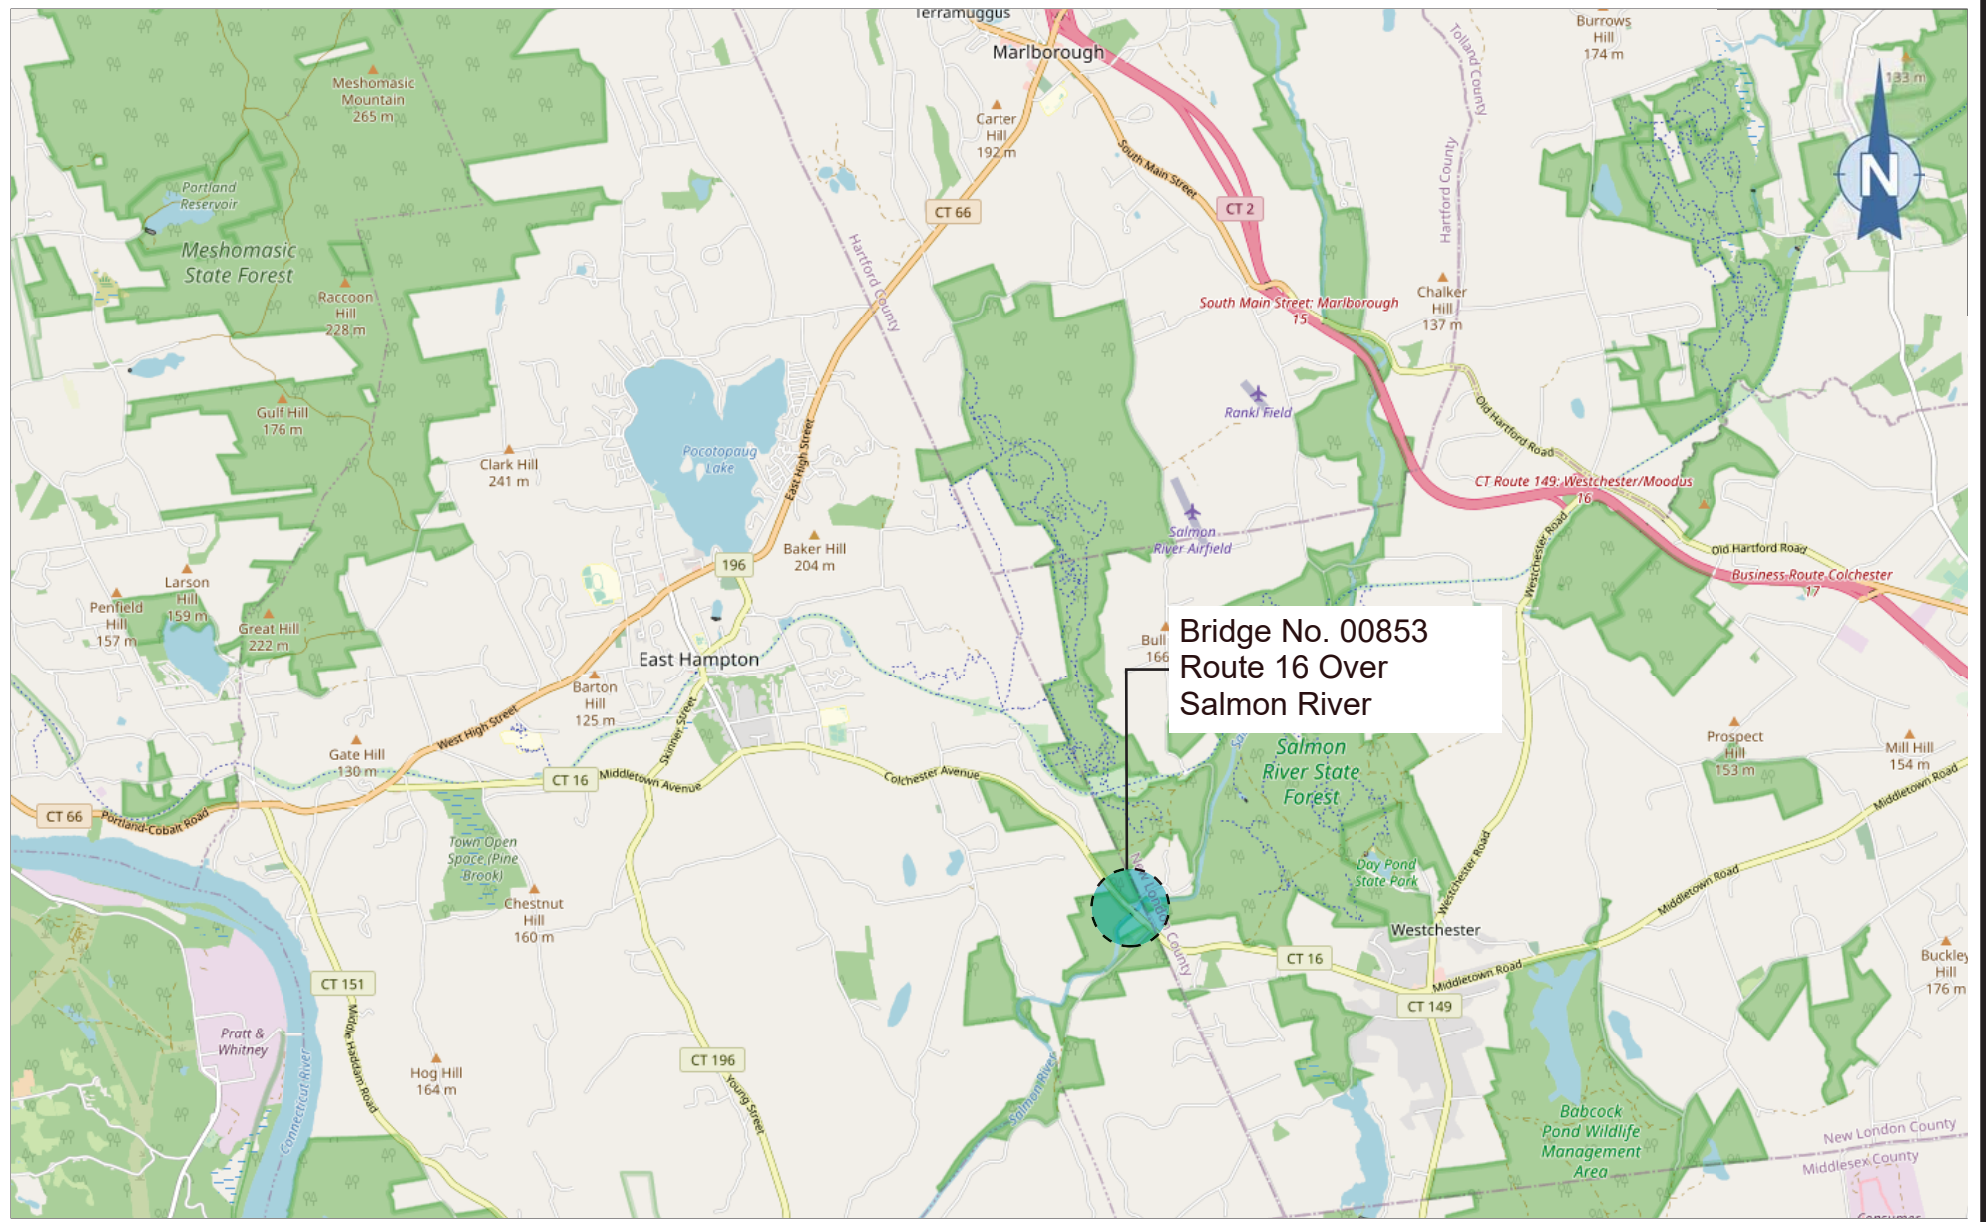 Terramuggus
Marlborough
Burrows
Hill
174 m
133 m
Meshomasic
Mountain
265 m
Carter
Hill
192 m
Tolland County
Hartford County
South Main Street
N
Portland
Reservoir
CT 66
CT 2
Meshomasic
State Forest
Hartford County
Raccoon
Hill
228 m
South Main Street: Marlborough
15
Chalker
Hill
137 m
Gulf Hill
176 m
Rankl Field
Old Hartford Road
Pocotopaug
Lake
East High Street
Clark Hill
241 m
CT Route 149: Westchester/Moodus
16
Salmon
River Airfield
Baker Hill
204 m
196
Westchester Road
Old Hartford Road
Business Route Colchester
17
Larson
Hill
159 m
Penfield
Hill
157 m
Great Hill
222 m
East Hampton
Bull
166
Bridge No. 00853
Route 16 Over
Salmon River
Barton
Hill
125 m
West High Street
Skinner Street
Gate Hill
130 m
CT 16
Middletown Avenue
Colchester Avenue
Salmon
River State
Forest
Prospect
Hill
153 m
Mill Hill
154 m
Middletown Road
CT 66
Portland-Cobalt Road
Town Open
Space (Pine
Brook)
Day Pond
State Park
Westchester Road
Middletown Road
Chestnut
Hill
160 m
New London County
Westchester
CT 16
Middletown Road
CT 149
Buckley
Hill
176 m
CT 151
Middle Haddam Road
Pratt &
Whitney
Connecticut River
Hog Hill
164 m
CT 196
Young Street
Salmon River
Babcock
Pond Wildlife
Management
Area
New London County
Middlesex County